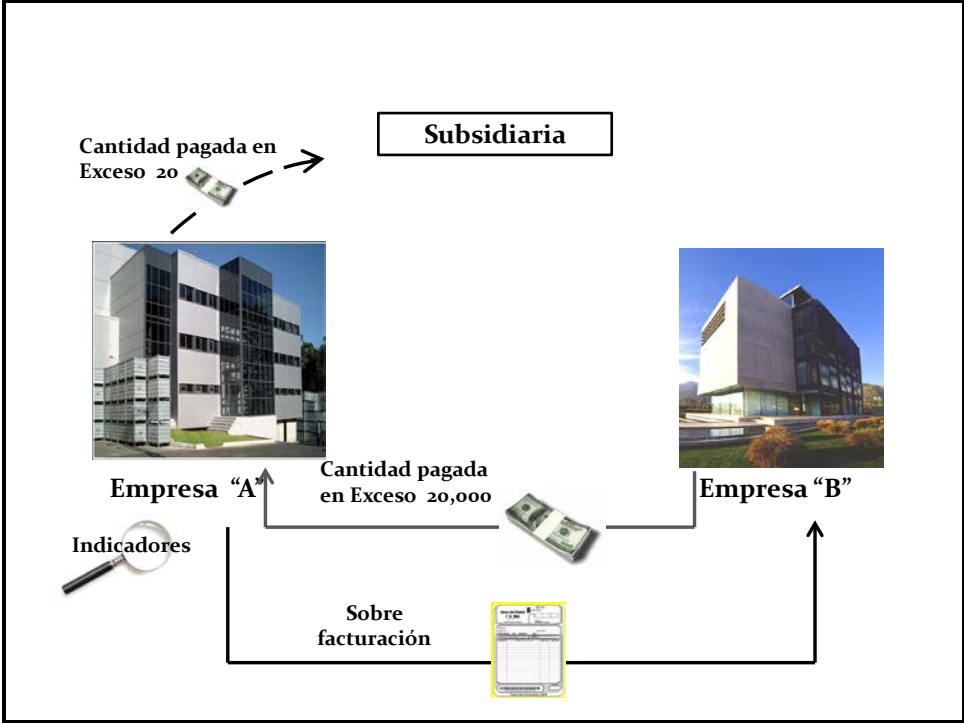 Subsidiaria
Cantidad pagada en
Exceso 20
Cantidad pagada
en Exceso 20,000
Empresa “A”
Empresa “B”
Indicadores
Sobre
facturación